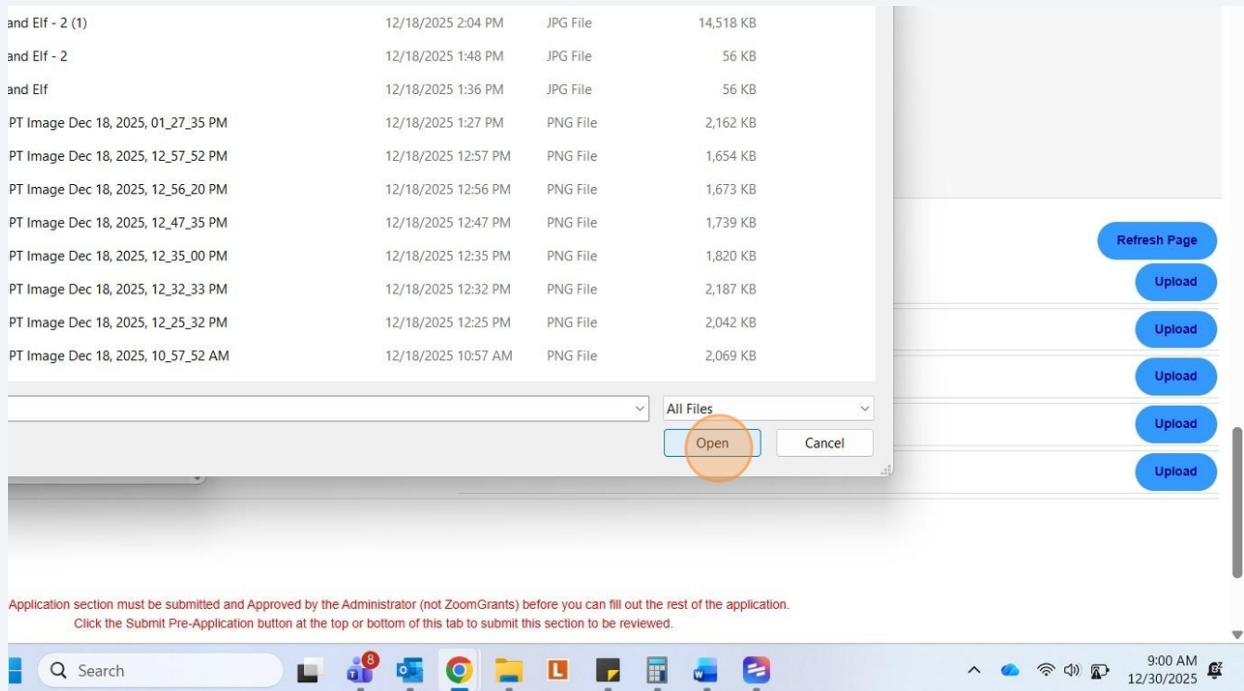 and Elf - 2 (1) 12/18/2025 2:04 PM JPG File 14,518 KB
and Elf - 2 12/18/2025 1:48 PM JPG File 56 KB
and Elf 12/18/2025 1:36 PM JPG File 56 KB
PT Image Dec 18, 2025, 01_27_35 PM 12/18/2025 1:27 PM PNG File 2,162 KB
PT Image Dec 18, 2025, 12_57_52 PM 12/18/2025 12:57 PM PNG File 1,654 KB
PT Image Dec 18, 2025, 12_56_20 PM 12/18/2025 12:56 PM PNG File 1,673 KB
PT Image Dec 18, 2025, 12_47_35 PM 12/18/2025 12:47 PM PNG File 1,739 KB
PT Image Dec 18, 2025, 12_35_00 PM 12/18/2025 12:35 PM PNG File 1,820 KB
PT Image Dec 18, 2025, 12_32_33 PM 12/18/2025 12:32 PM PNG File 2,187 KB
PT Image Dec 18, 2025, 12_25_32 PM 12/18/2025 12:25 PM PNG File 2,042 KB
PT Image Dec 18, 2025, 10_57_52 AM 12/18/2025 10:57 AM PNG File 2,069 KB
All Files
Open Cancel
Refresh Page
Upload
Upload
Upload
Upload
Upload
Application section must be submitted and Approved by the Administrator (not ZoomGrants) before you can fill out the rest of the application.
Click the Submit Pre-Application button at the top or bottom of this tab to submit this section to be reviewed.
Search
8
L
9:00 AM
12/30/2025